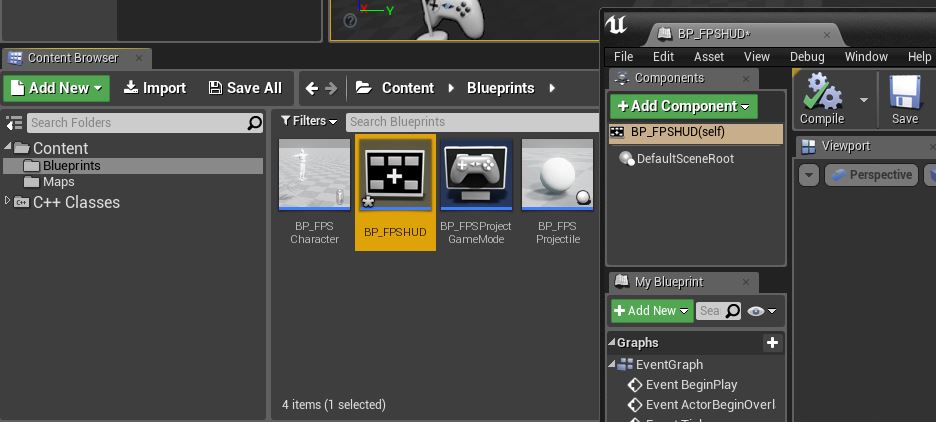 Content Browser
Add New
Import
Save All
Content
Blueprints
Search Folders
Content
Blueprints
Maps
C++ Classes
Filters
Search Blueprints
BP_FPS
Character
BP_FPSHUD
BP_FPSProject
GameMode
BP_FPS
Projectile
4 items (1 selected)
BP_FPSHUD*
File Edit Asset View Debug Window Help
Components
Add Component
BP_FPSHUD(self)
DefaultSceneRoot
Compile
Save
Viewport
Perspective
My Blueprint
Add New
Sea
Graphs
EventGraph
Event BeginPlay
Event ActorBeginOverl
X
Y